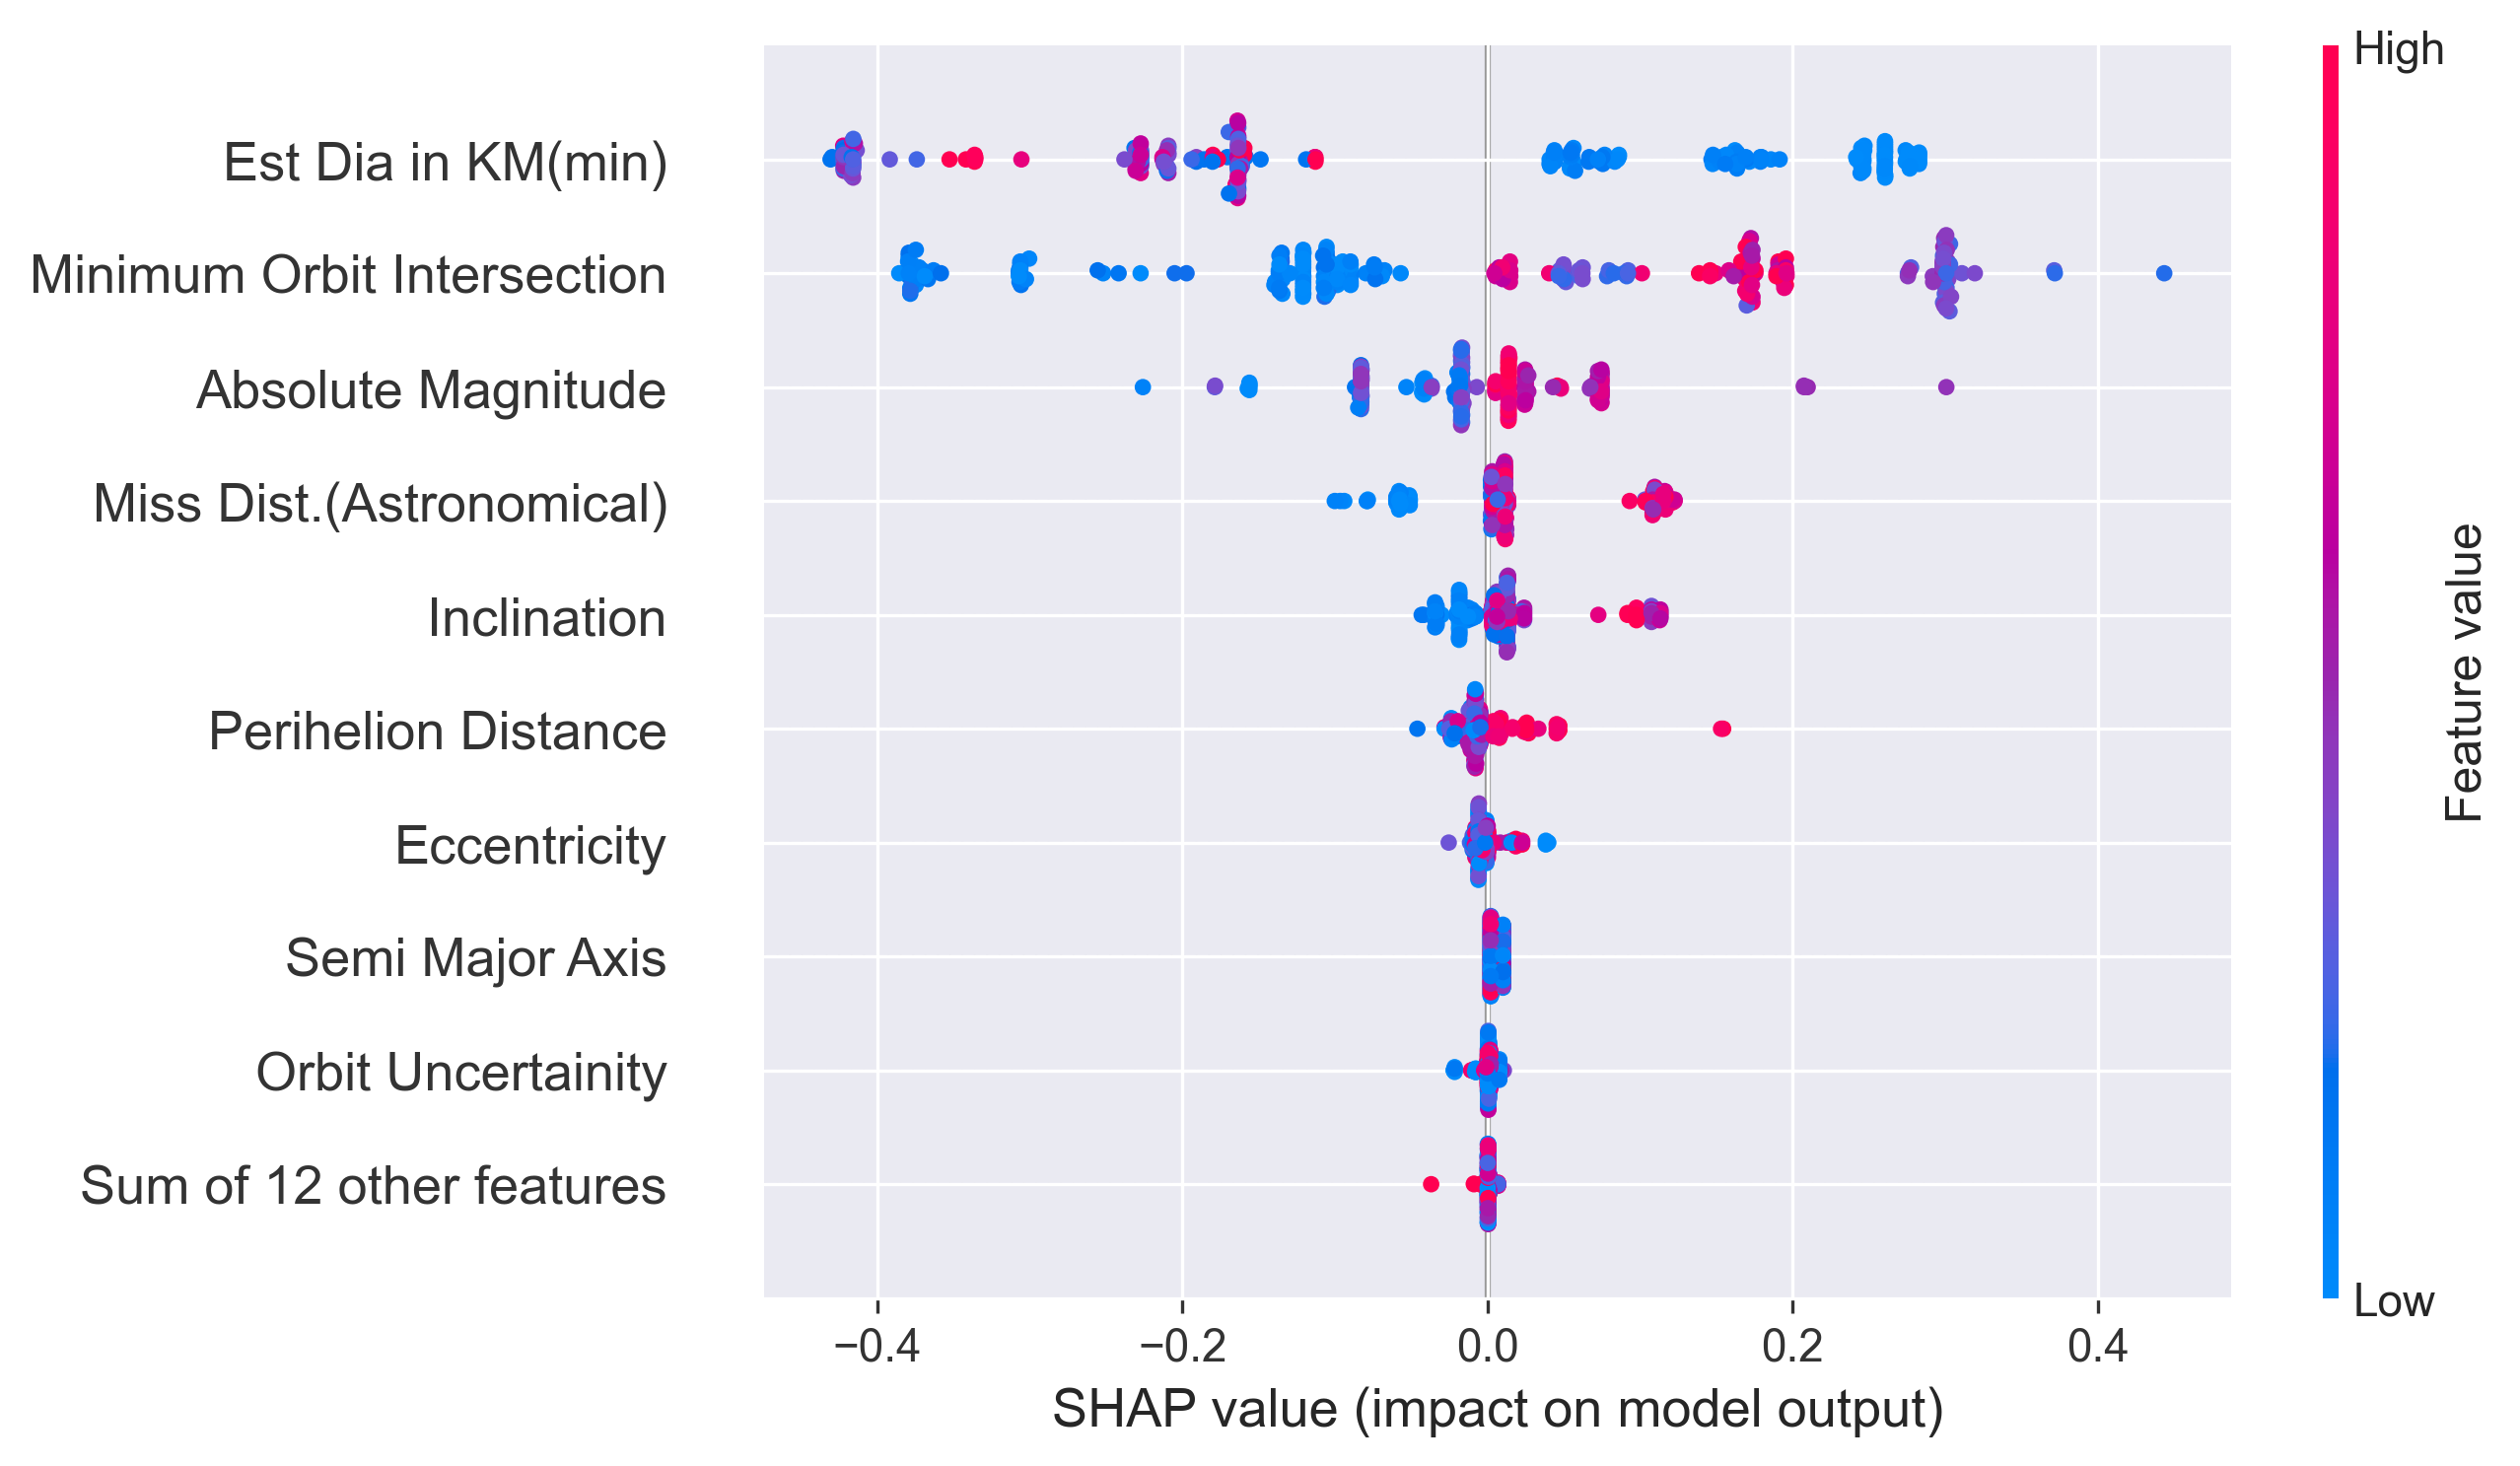 High
Est Dia in KM(min)
Minimum Orbit Intersection
Absolute Magnitude
Miss Dist.(Astronomical)
Inclination
Perihelion Distance
Eccentricity
Semi Major Axis
Orbit Uncertainity
Sum of 12 other features
Feature value
Low
−0.4 −0.2 0.0 0.2 0.4
SHAP value (impact on model output)